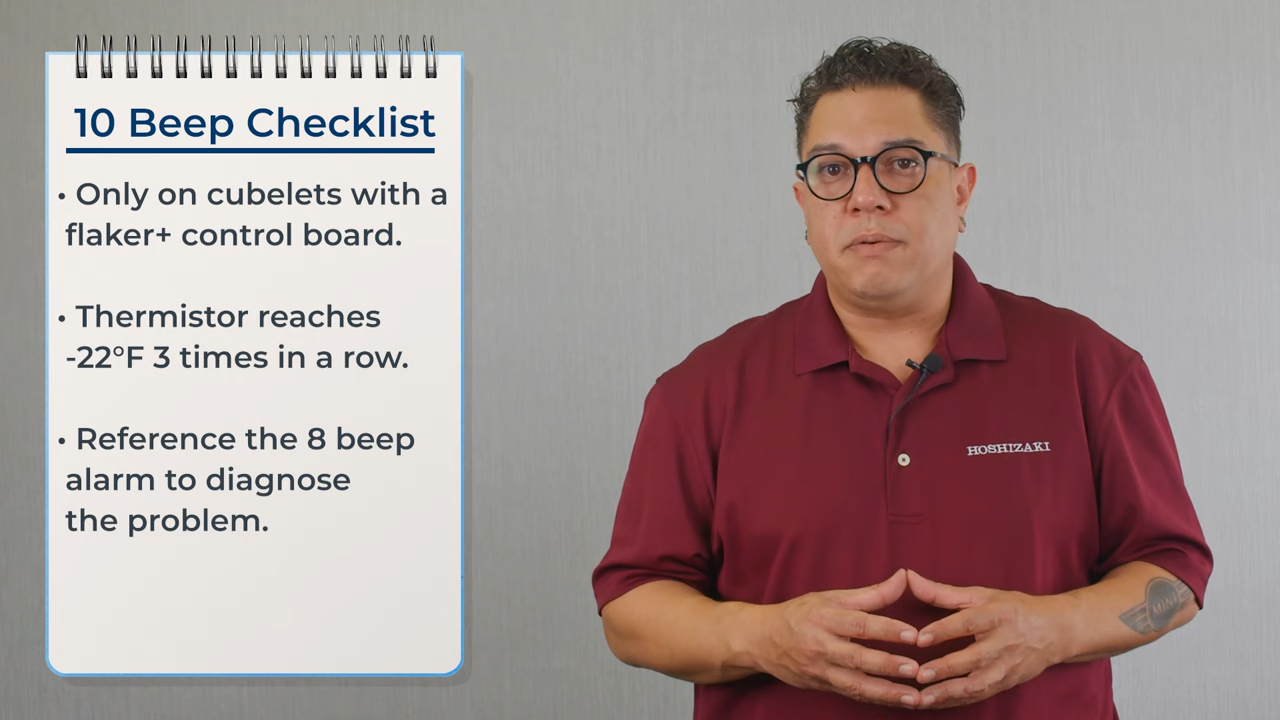 10 Beep Checklist
• Only on cubelets with a
flaker+ control board.
• Thermistor reaches
-22°F 3 times in a row.
• Reference the 8 beep
alarm to diagnose
the problem.
HOSHIZAKI
MINI